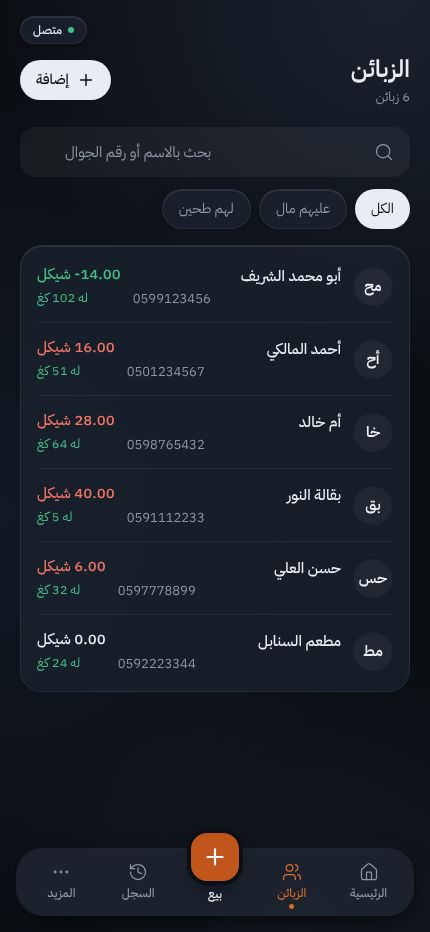 متصل
الزبائن
إضافة
6 زبائن
بحث بالاسم أو رقم الجوال
الكل
عليهم مال
لهم طحين
مح
أبو محمد الشريف
-14.00 شيكل
0599123456
له 102 كغ
أح
أحمد المالكي
16.00 شيكل
0501234567
له 51 كغ
خا
أم خالد
28.00 شيكل
0598765432
له 64 كغ
بق
بقالة النور
40.00 شيكل
0591112233
له 5 كغ
حس
حسن العلي
6.00 شيكل
0597778899
له 32 كغ
مط
مطعم السنابل
0.00 شيكل
0592223344
له 24 كغ
الرئيسية
الزبائن
بيع
السجل
المزيد